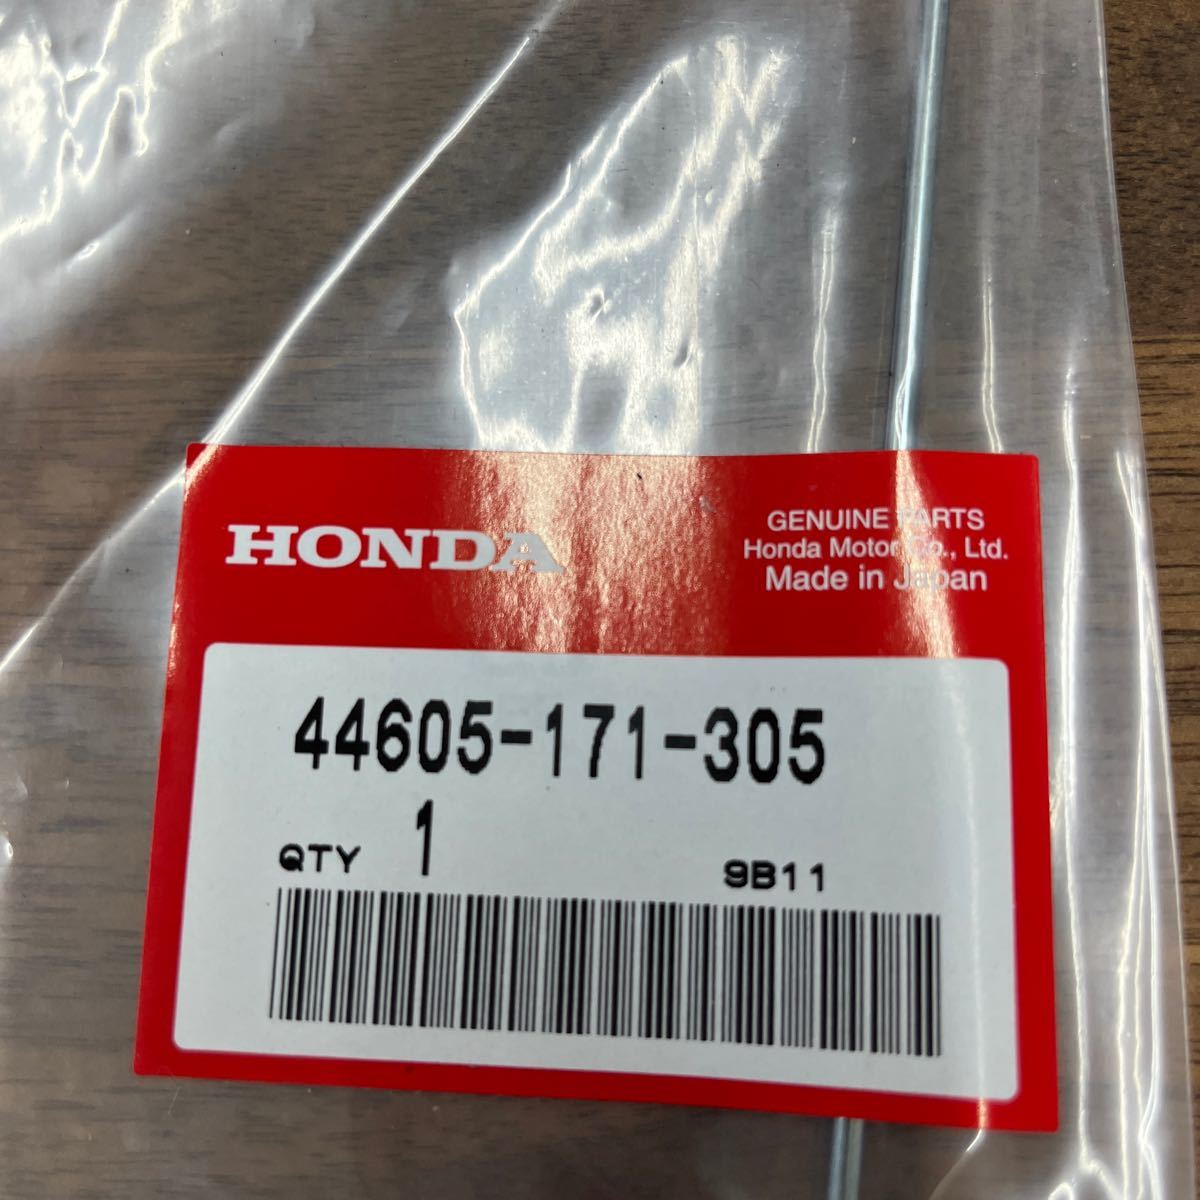 HONDA
GENUINE PARTS
Honda Motor Co., Ltd.
Made in Japan
44605-171-305
QTY 1 9B11